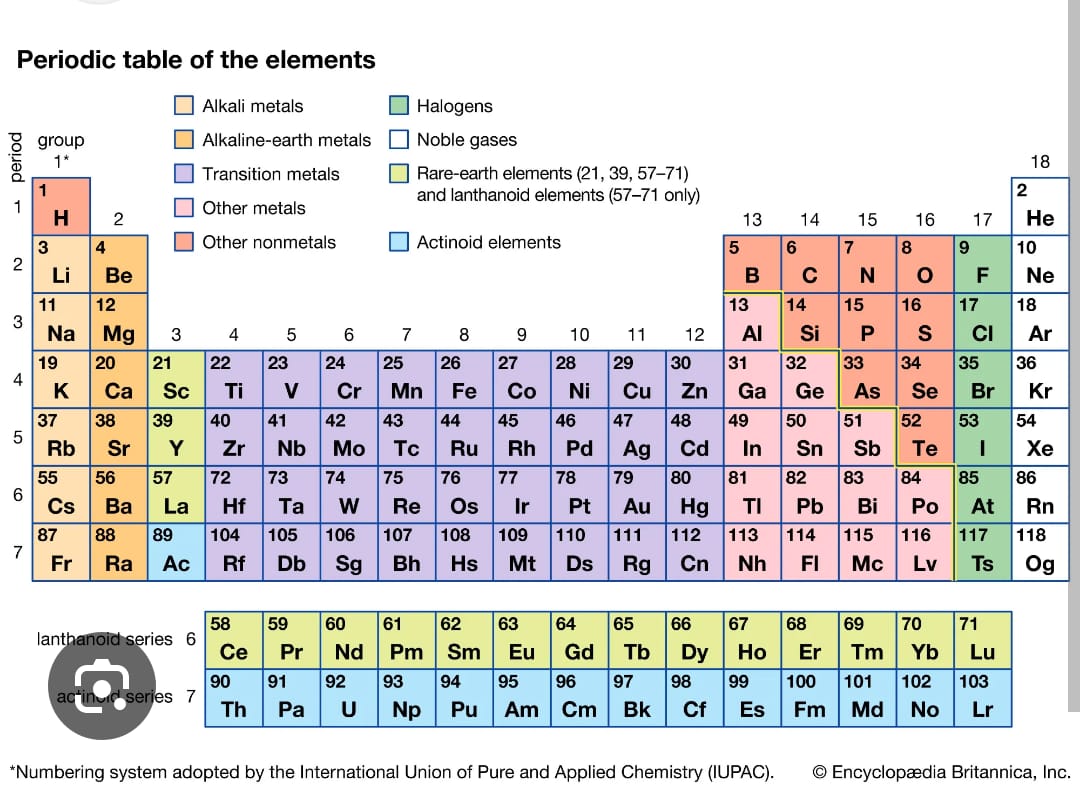 Periodic table of the elements
Alkali metals
Halogens
Alkaline-earth metals
Noble gases
Transition metals
Rare-earth elements (21, 39, 57–71)
and lanthanoid elements (57–71 only)
Other metals
Other nonmetals
Actinoid elements
period
group
1* 18
1 2
1 H 2 13 14 15 16 17 He
3 4 5 6 7 8 9 10
2 Li Be B C N O F Ne
11 12 13 14 15 16 17 18
3 Na Mg 3 4 5 6 7 8 9 10 11 12 Al Si P S Cl Ar
19 20 21 22 23 24 25 26 27 28 29 30 31 32 33 34 35 36
4 K Ca Sc Ti V Cr Mn Fe Co Ni Cu Zn Ga Ge As Se Br Kr
37 38 39 40 41 42 43 44 45 46 47 48 49 50 51 52 53 54
5 Rb Sr Y Zr Nb Mo Tc Ru Rh Pd Ag Cd In Sn Sb Te I Xe
55 56 57 72 73 74 75 76 77 78 79 80 81 82 83 84 85 86
6 Cs Ba La Hf Ta W Re Os Ir Pt Au Hg Tl Pb Bi Po At Rn
87 88 89 104 105 106 107 108 109 110 111 112 113 114 115 116 117 118
7 Fr Ra Ac Rf Db Sg Bh Hs Mt Ds Rg Cn Nh Fl Mc Lv Ts Og
58 59 60 61 62 63 64 65 66 67 68 69 70 71
lanthanoid series 6 Ce Pr Nd Pm Sm Eu Gd Tb Dy Ho Er Tm Yb Lu
90 91 92 93 94 95 96 97 98 99 100 101 102 103
actinoid series 7 Th Pa U Np Pu Am Cm Bk Cf Es Fm Md No Lr
*Numbering system adopted by the International Union of Pure and Applied Chemistry (IUPAC). © Encyclopædia Britannica, Inc.